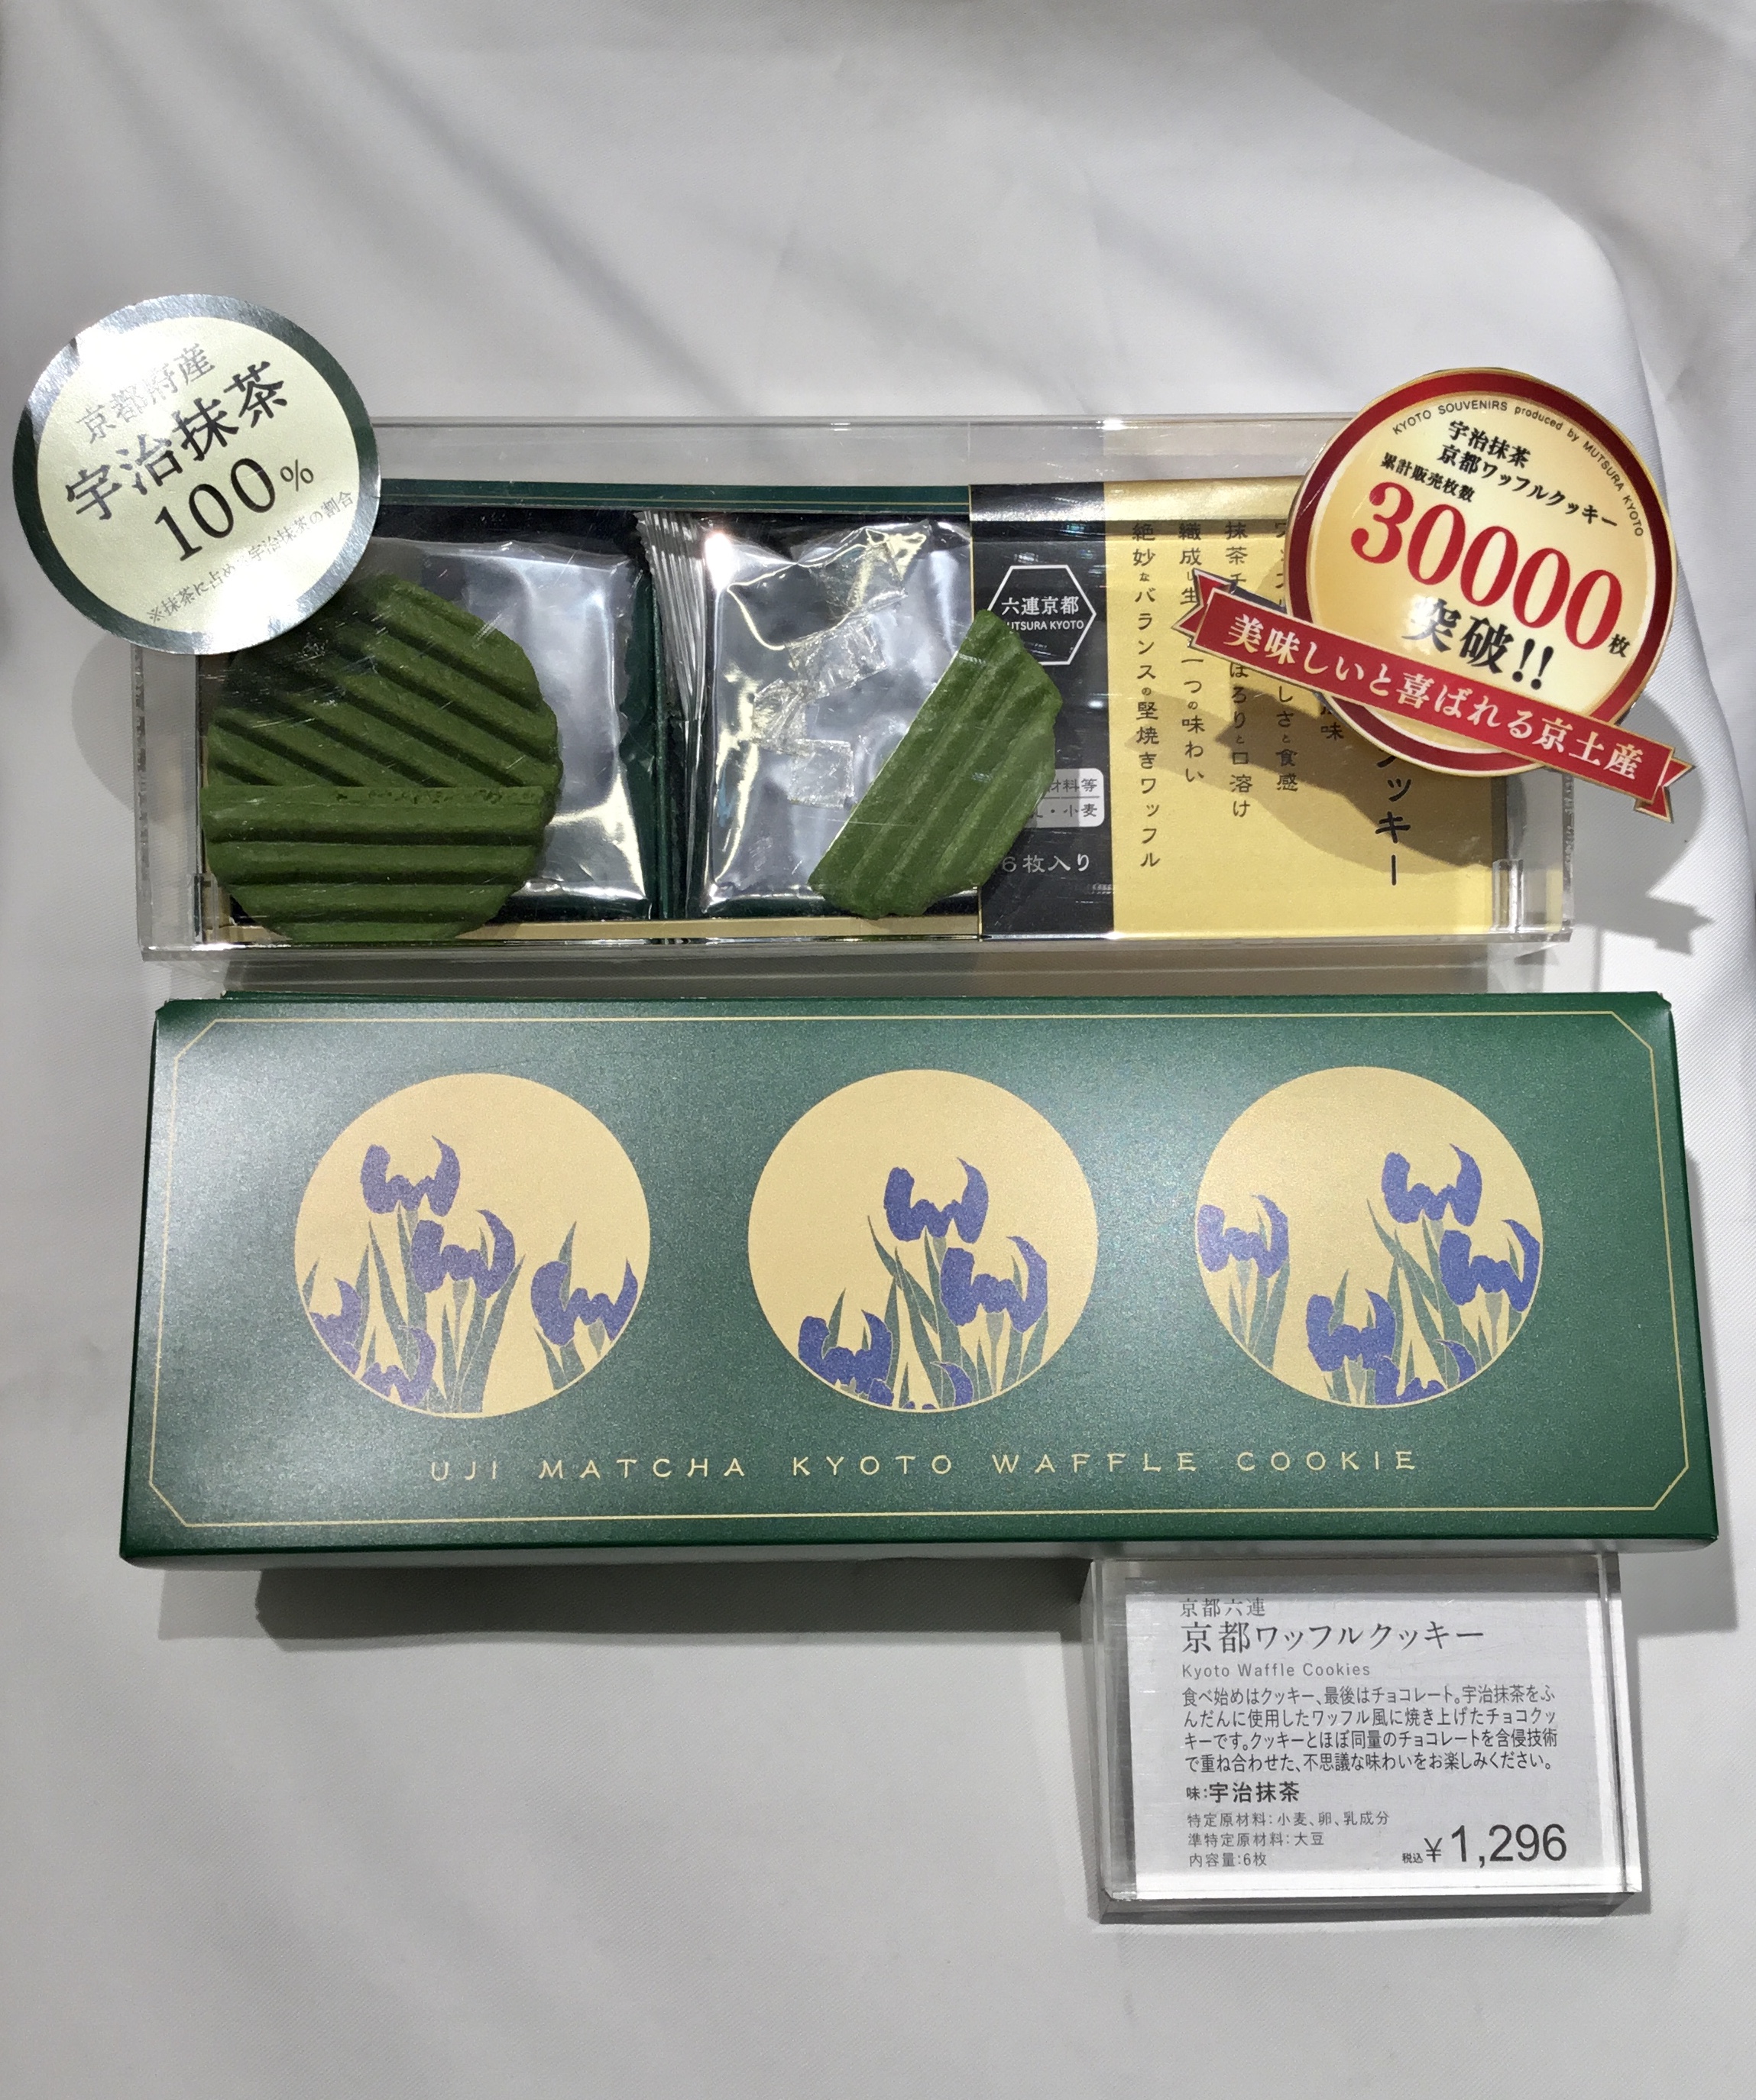 京都府産
宇治抹茶
100%
※抹茶に占める宇治抹茶の割合
KYOTO SOUVENIRS produced by MUTSURA KYOTO
宇治抹茶
京都ワッフルクッキー
累計販売枚数
30000枚
突破!!
美味しいと喜ばれる京土産
ッキー
味
しさと食感
抹茶チ
ほろりと口溶け
織成し生
一つの味わい
絶妙なバランスの堅焼きワッフル
六連京都
MUTSURA KYOTO
材料等
・小麦
6枚入り
UJI MATCHA KYOTO WAFFLE COOKIE
京都六連
京都ワッフルクッキー
Kyoto Waffle Cookies
食べ始めはクッキー、最後はチョコレート。宇治抹茶をふ
んだんに使用したワッフル風に焼き上げたチョコクッ
キーです。クッキーとほぼ同量のチョコレートを含侵技術
で重ね合わせた、不思議な味わいをお楽しみください。
味:宇治抹茶
特定原材料:小麦、卵、乳成分
準特定原材料:大豆
内容量:6枚
税込¥1,296